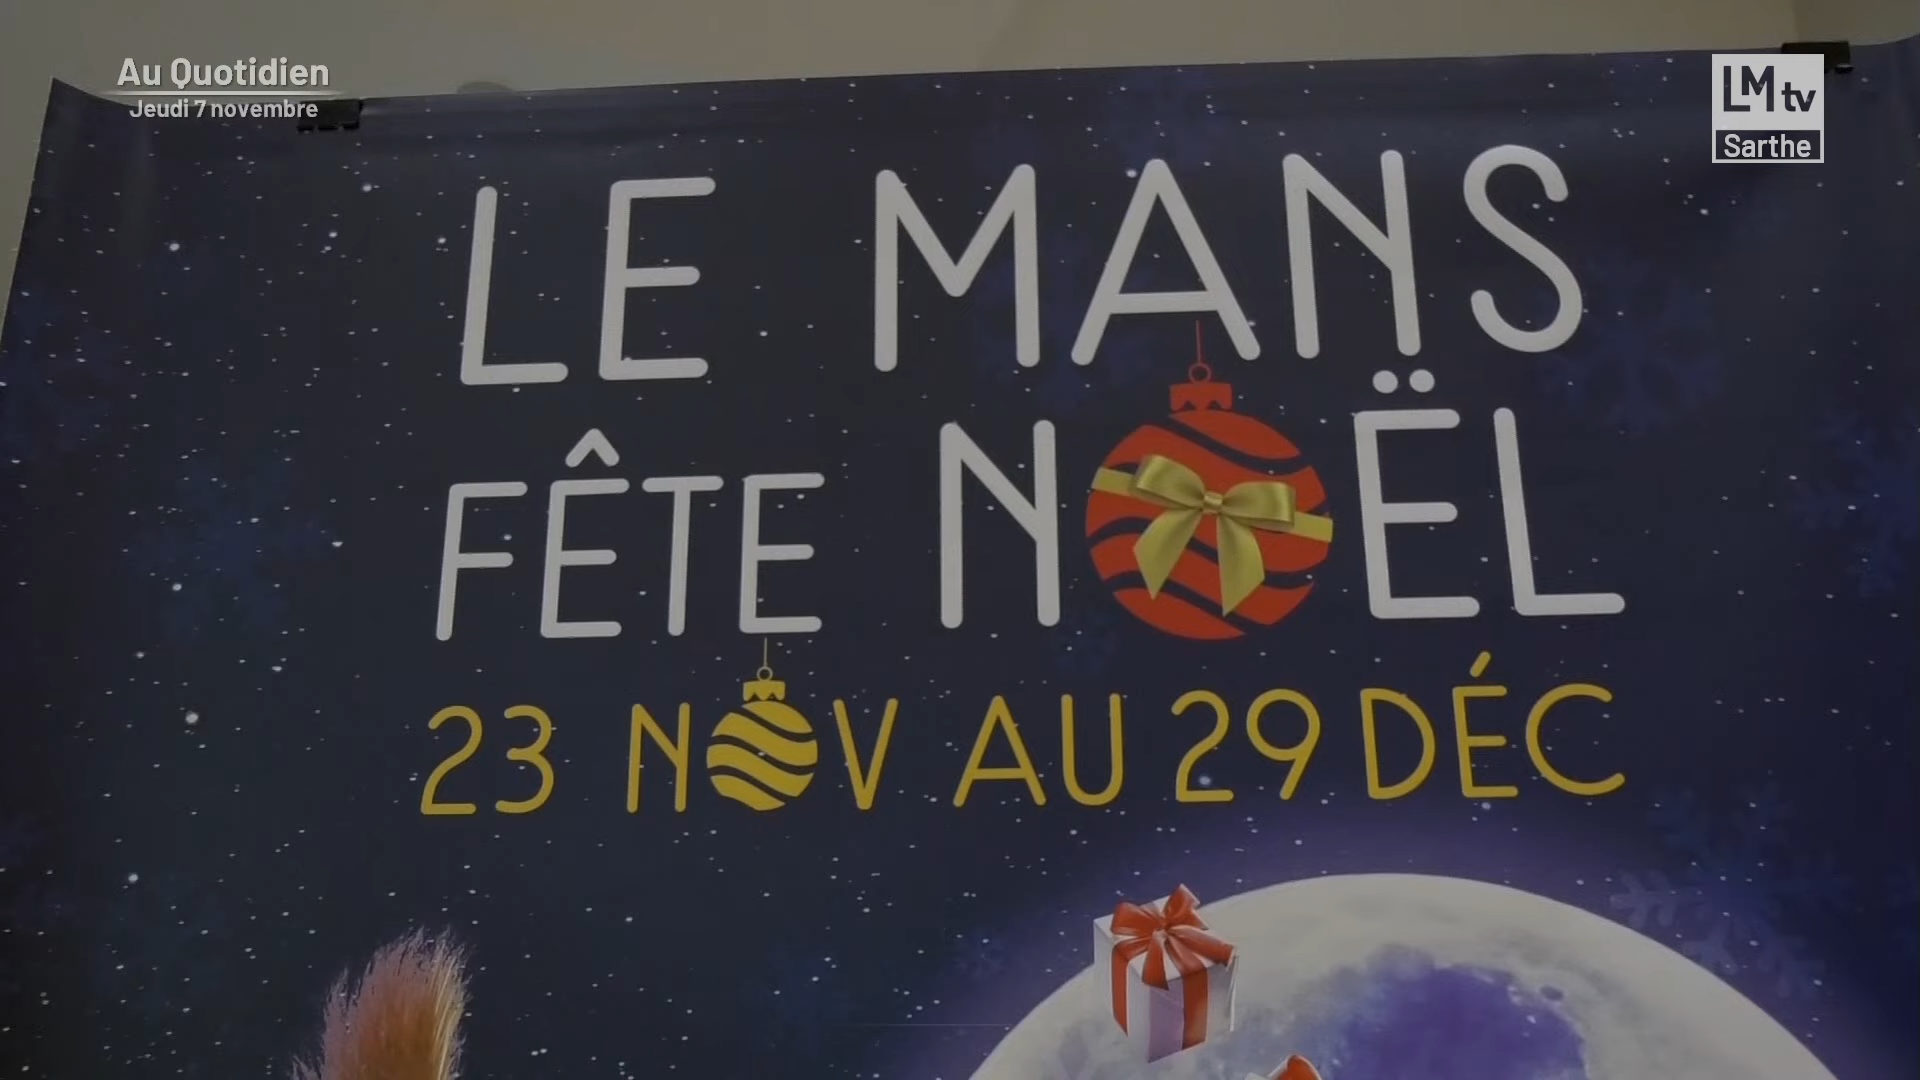 Au Quotidien
Jeudi 7 novembre
LM tv
Sarthe
LE MANS
FÊTE NOËL
23 NOV AU 29 DÉC